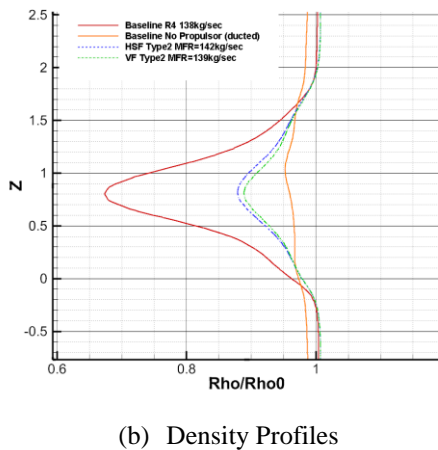 2.5
Baseline R4 138kg/sec
Baseline No Propulsor (ducted)
HSF Type2 MFR=142kg/sec
VF Type2 MFR=139kg/sec
2
1.5
1
Z
0.5
0
-0.5
0.6
0.8
1
Rho/Rho0
(b) Density Profiles